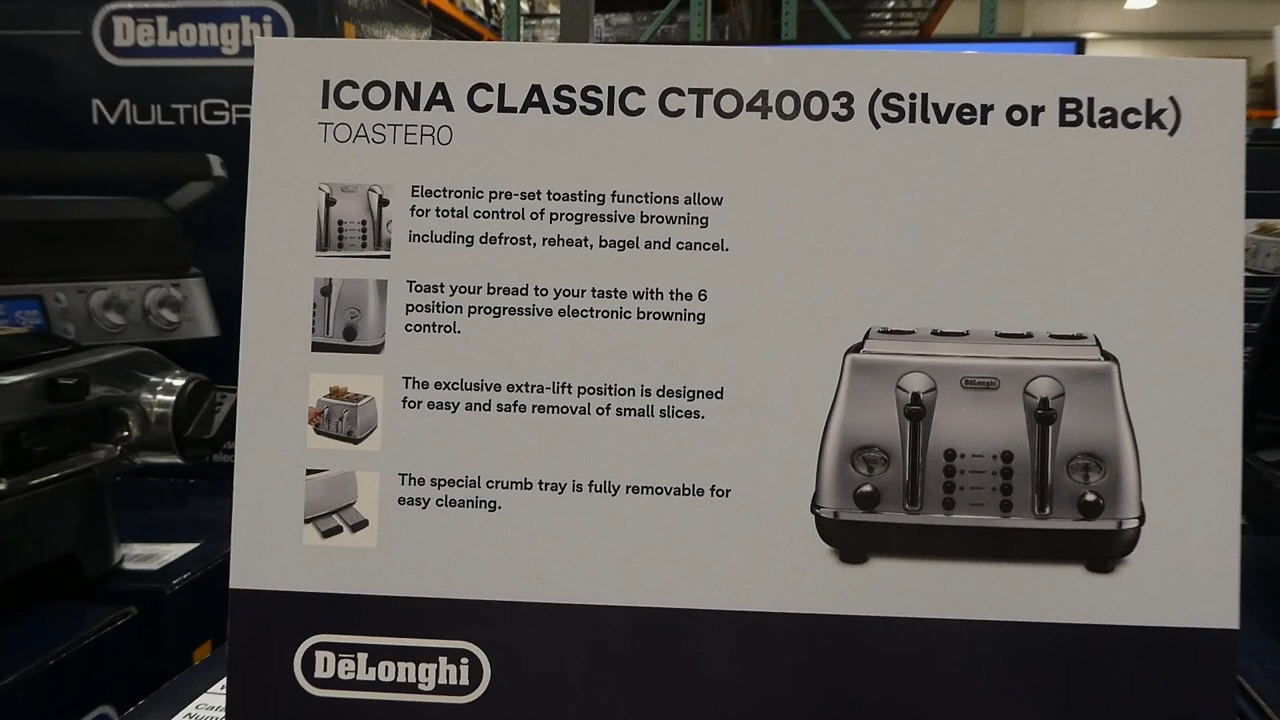 DēLonghi
MULTIGR
ICONA CLASSIC CTO4003 (Silver or Black)
TOASTER0
Electronic pre-set toasting functions allow
for total control of progressive browning
including defrost, reheat, bagel and cancel.
Toast your bread to your taste with the 6
position progressive electronic browning
control.
The exclusive extra-lift position is designed
for easy and safe removal of small slices.
The special crumb tray is fully removable for
easy cleaning.
DēLonghi
DēLonghi